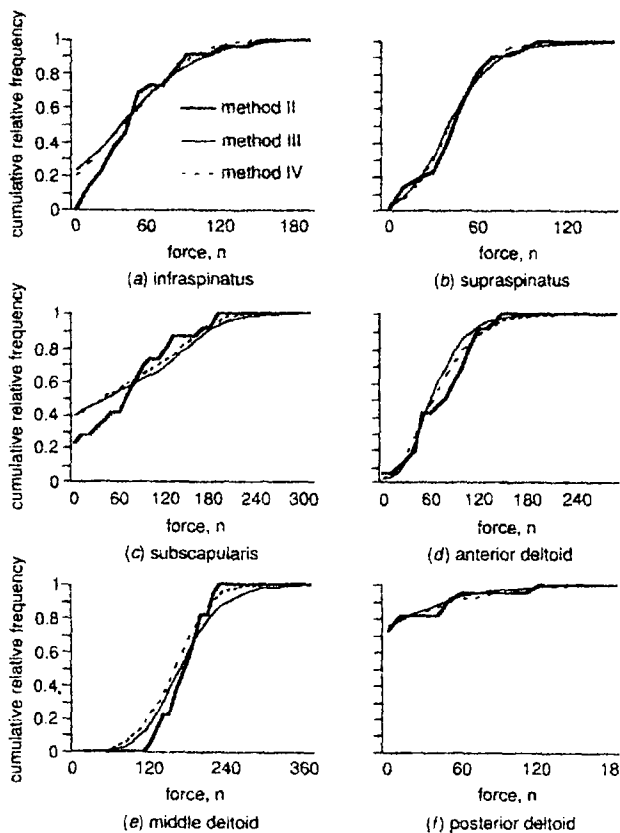 cumulative relative frequency
1
0.8
0.6
0.4
0.2
0
method II
method III
method IV
0 60 120 180
force, n
(a) infraspinatus
0 60 120
force, n
(b) supraspinatus
cumulative relative frequency
1
0.8
0.6
0.4
0.2
0
0 60 120 180 240 300
force, n
(c) subscapularis
0 60 120 180 240
force, n
(d) anterior deltoid
cumulative relative frequency
1
0.8
0.6
0.4
0.2
0
0 120 240 360
force, n
(e) middle deltoid
0 60 120 18
force, n
(f) posterior deltoid